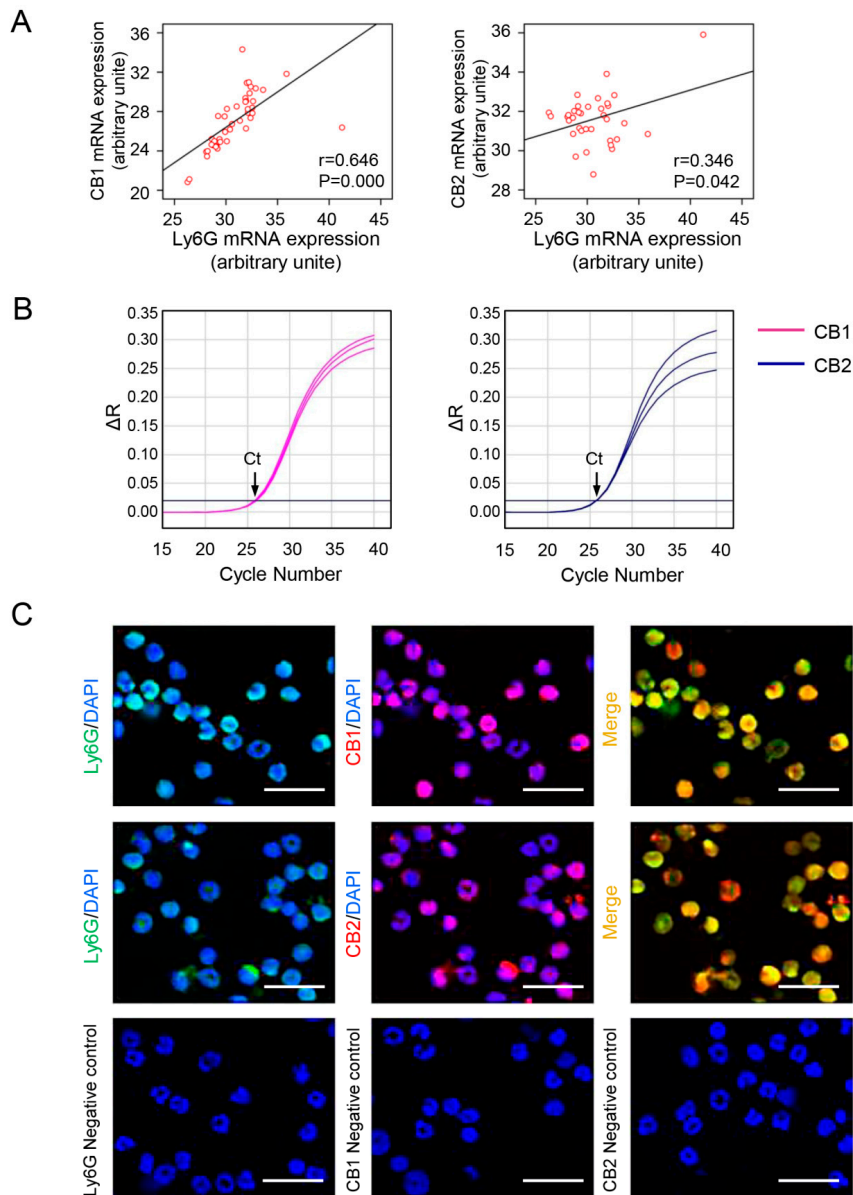 A
CB1 mRNA expression
(arbitrary unite)
36
32
28
24
20
r=0.646
P=0.000
25 30 35 40 45
Ly6G mRNA expression
(arbitrary unite)
CB2 mRNA expression
(arbitrary unite)
36
34
32
30
28
r=0.346
P=0.042
25 30 35 40 45
Ly6G mRNA expression
(arbitrary unite)
B
ΔR
0.35
0.30
0.25
0.20
0.15
0.10
0.05
0.00
Ct
15 20 25 30 35 40
Cycle Number
ΔR
0.35
0.30
0.25
0.20
0.15
0.10
0.05
0.00
Ct
15 20 25 30 35 40
Cycle Number
CB1
CB2
C
Ly6G/DAPI
CB1/DAPI
Merge
Ly6G/DAPI
CB2/DAPI
Merge
Ly6G Negative control
CB1 Negative control
CB2 Negative control